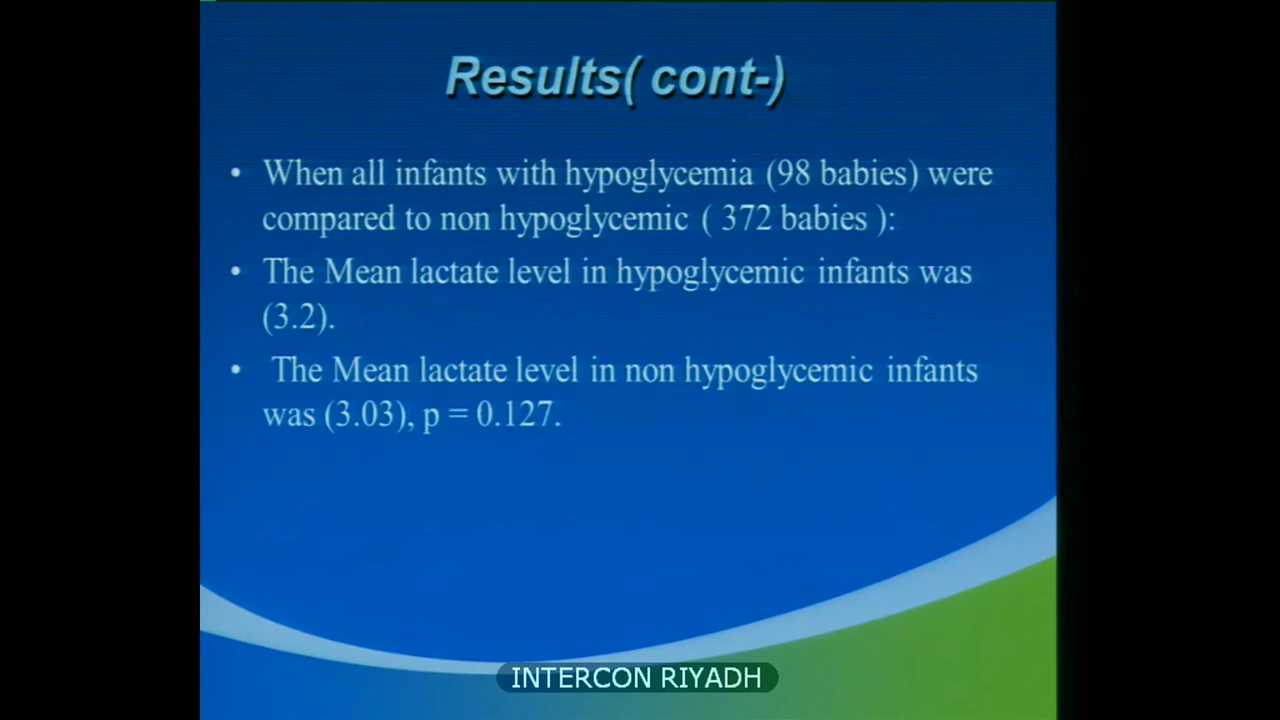 Results( cont-)
• When all infants with hypoglycemia (98 babies) were
compared to non hypoglycemic ( 372 babies ):
• The Mean lactate level in hypoglycemic infants was
(3.2).
• The Mean lactate level in non hypoglycemic infants
was (3.03), p = 0.127.
INTERCON RIYADH